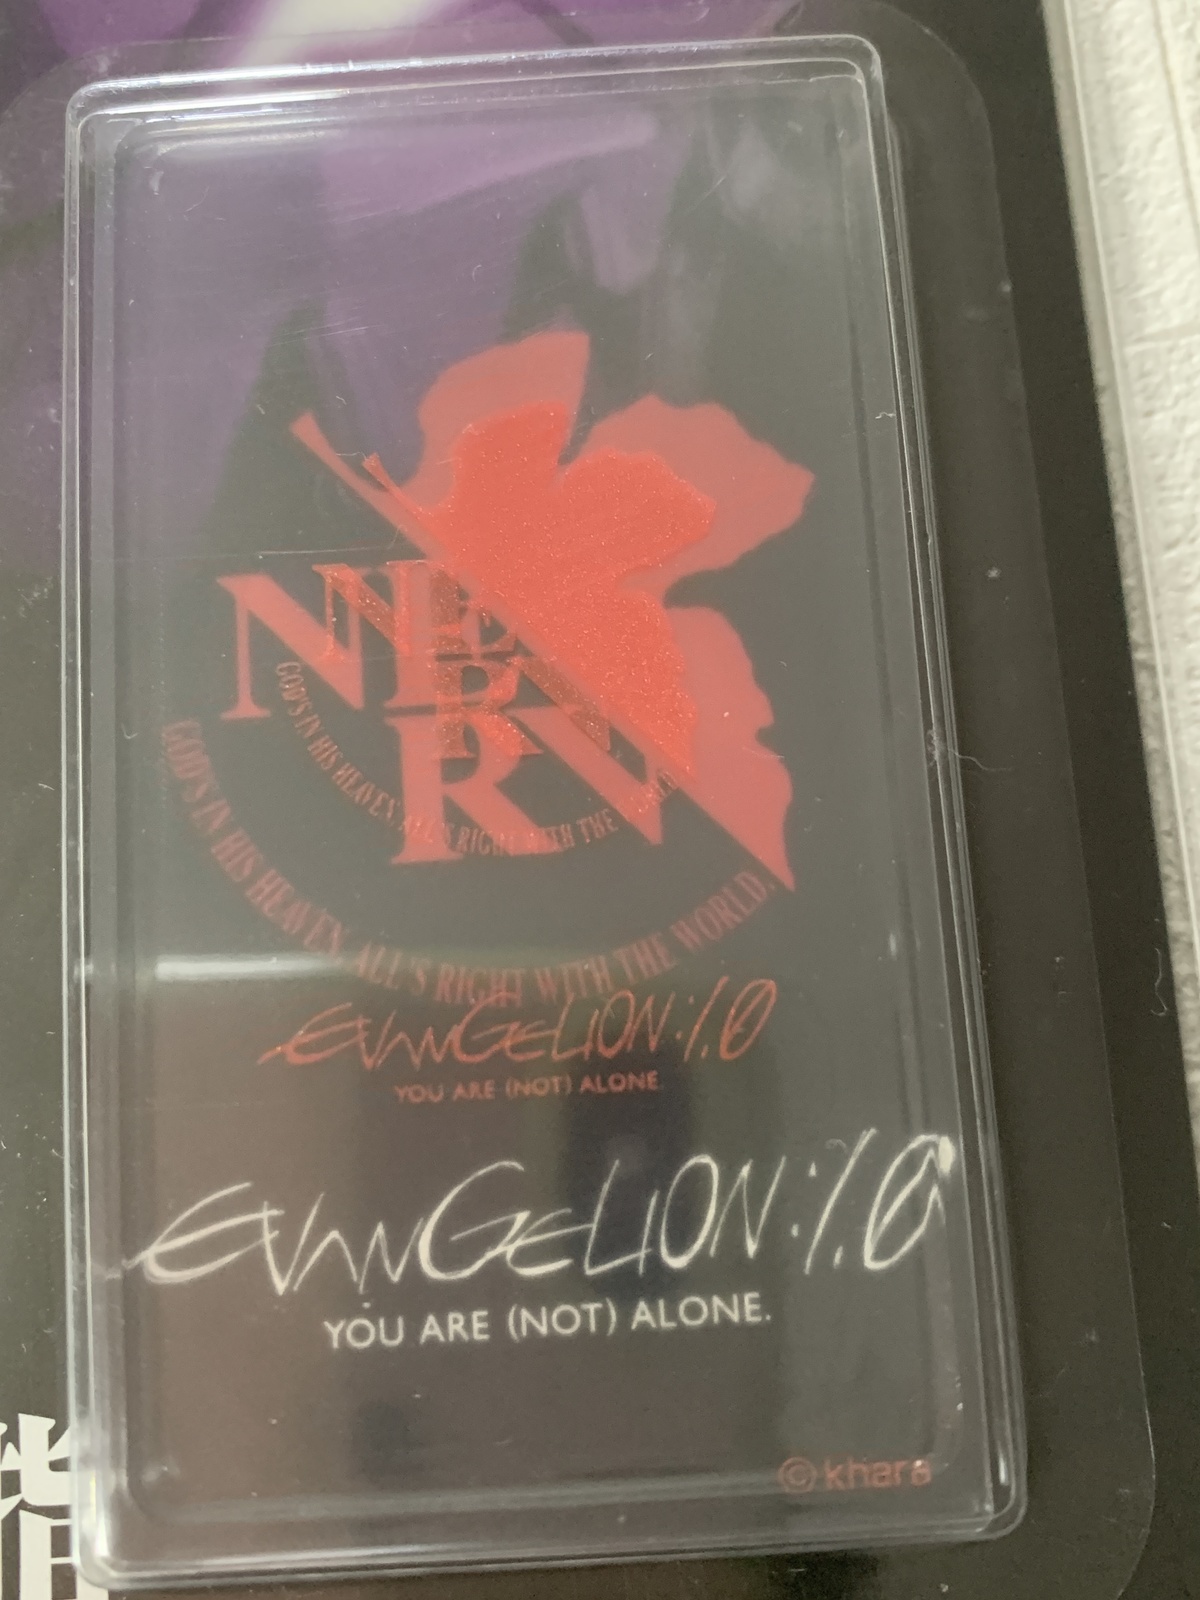 NERV
GOD'S IN HIS HEAVEN. ALL'S RIGHT WITH THE WORLD.
NERV
GOD'S IN HIS HEAVEN. ALL'S RIGHT WITH THE WORLD.
EVANGELION:1.0
YOU ARE (NOT) ALONE.
EVANGELION:1.0
YOU ARE (NOT) ALONE.
©khara